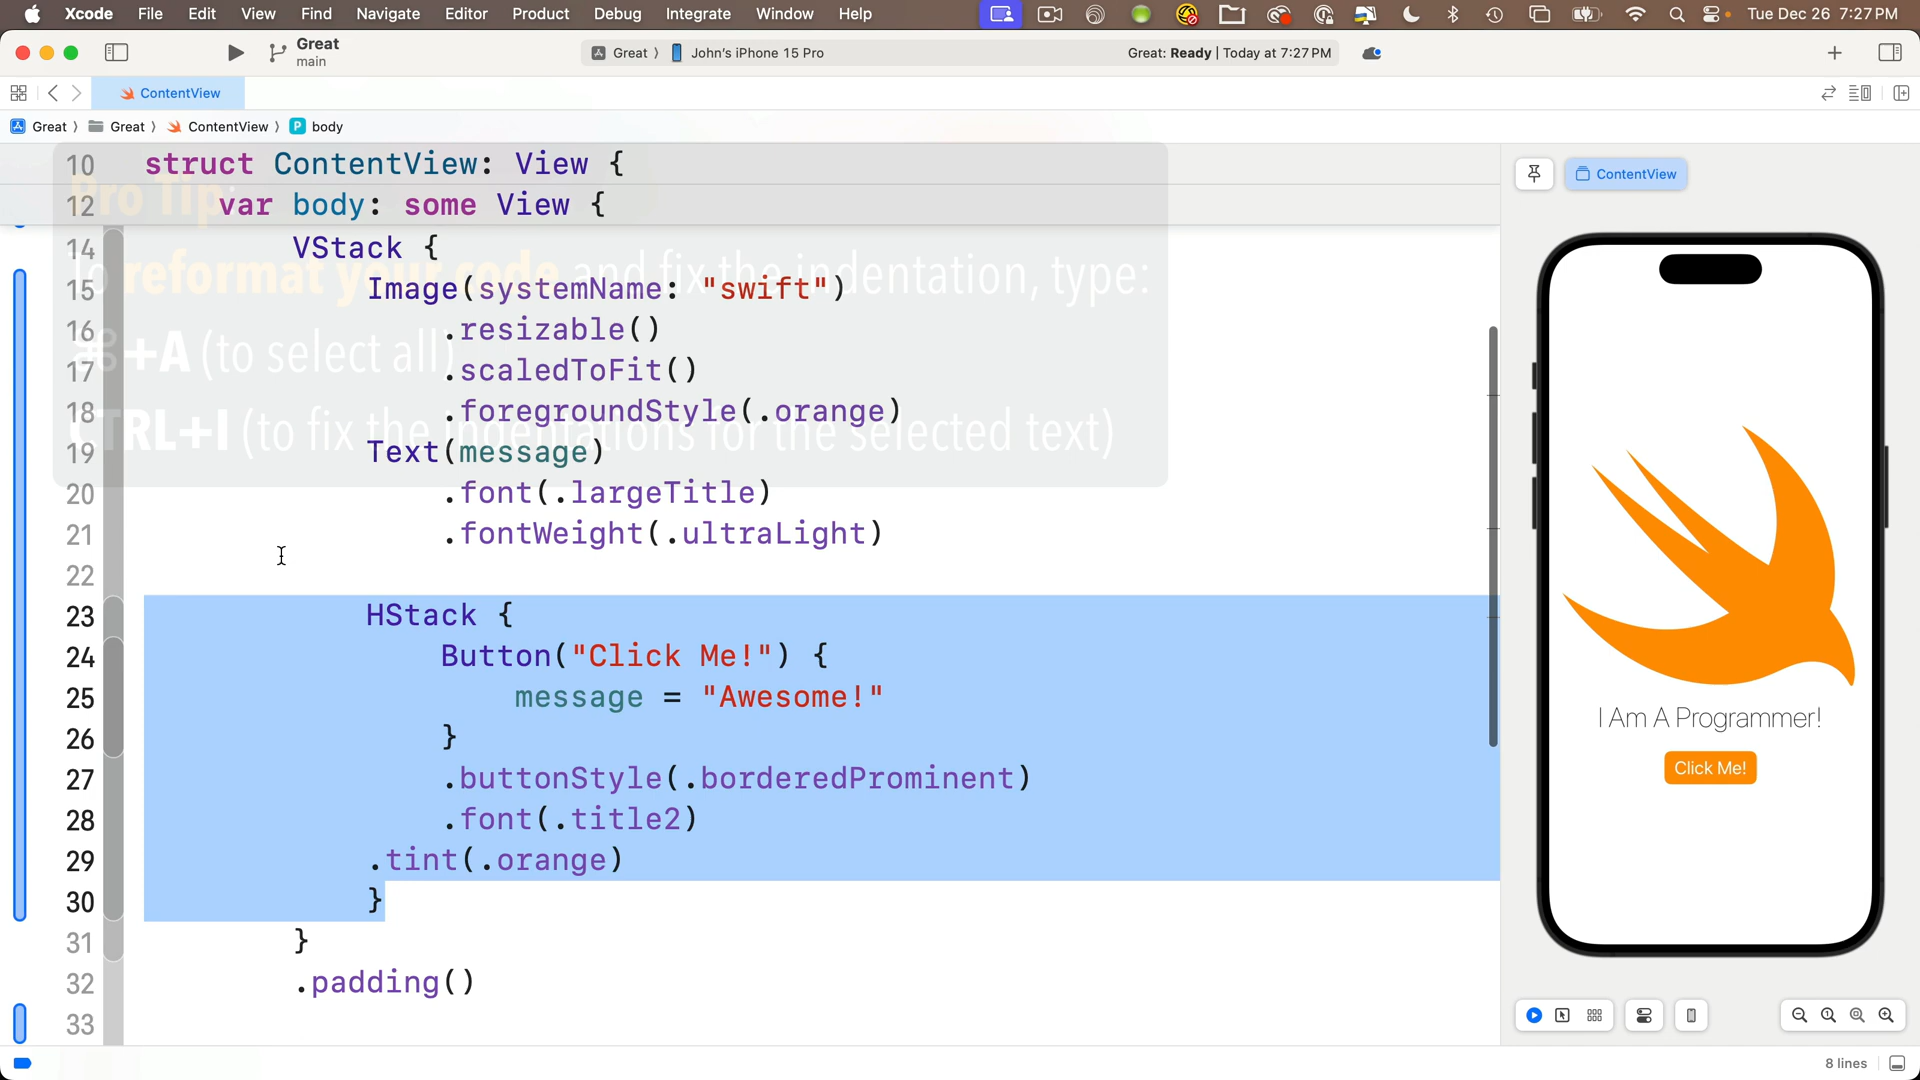 Xcode File Edit View Find Navigate Editor Product Debug Integrate Window Help Tue Dec 26 7:27 PM
Great
main
Great 〉 John's iPhone 15 Pro
Great: Ready | Today at 7:27 PM
ContentView
Great 〉 Great 〉 ContentView 〉 P body
Pro Tip:
To reformat your code and fix the indentation, type:
⌘+A (to select all)
CTRL+I (to fix the indentations for the selected text)
10 struct ContentView: View {
12 var body: some View {
14 VStack {
15 Image(systemName: "swift")
16 .resizable()
17 .scaledToFit()
18 .foregroundStyle(.orange)
19 Text(message)
20 .font(.largeTitle)
21 .fontWeight(.ultraLight)
22
23 HStack {
24 Button("Click Me!") {
25 message = "Awesome!"
26 }
27 .buttonStyle(.borderedProminent)
28 .font(.title2)
29 .tint(.orange)
30 }
31 }
32 .padding()
33
ContentView
I Am A Programmer!
Click Me!
8 lines